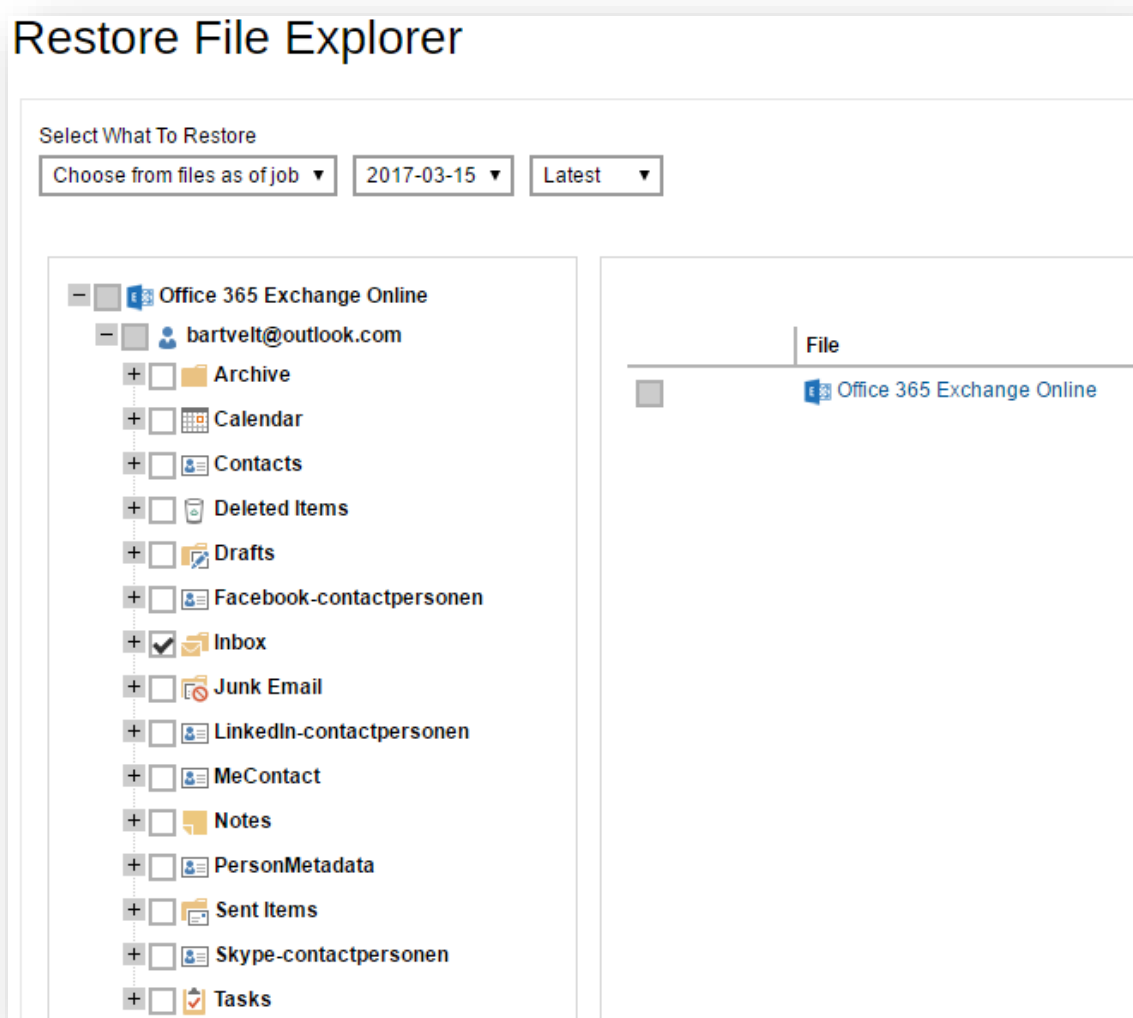 Restore File Explorer
Select What To Restore
Choose from files as of job 2017-03-15 Latest
Office 365 Exchange Online
bartvelt@outlook.com
Archive
Calendar
Contacts
Deleted Items
Drafts
Facebook-contactpersonen
Inbox
Junk Email
LinkedIn-contactpersonen
MeContact
Notes
PersonMetadata
Sent Items
Skype-contactpersonen
Tasks
File
Office 365 Exchange Online